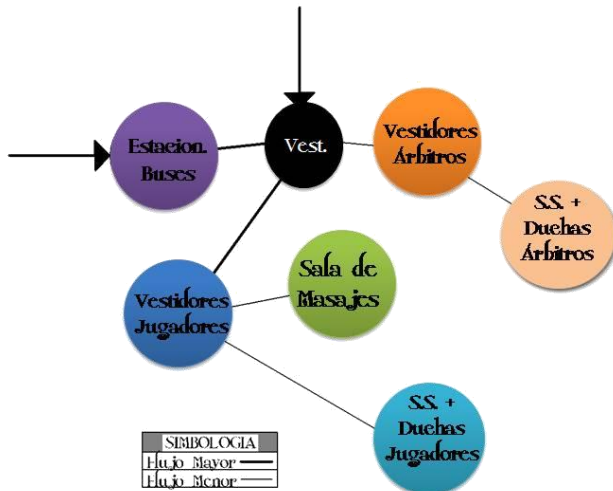 Estacion.
Buses
Vest.
Vestidores
Árbitros
S.S. +
Duchas
Árbitros
Sala de
Masajes
Vestidores
Jugadores
S.S. +
Duchas
Jugadores
SIMBOLOGIA
Flujo Mayor
Flujo Menor